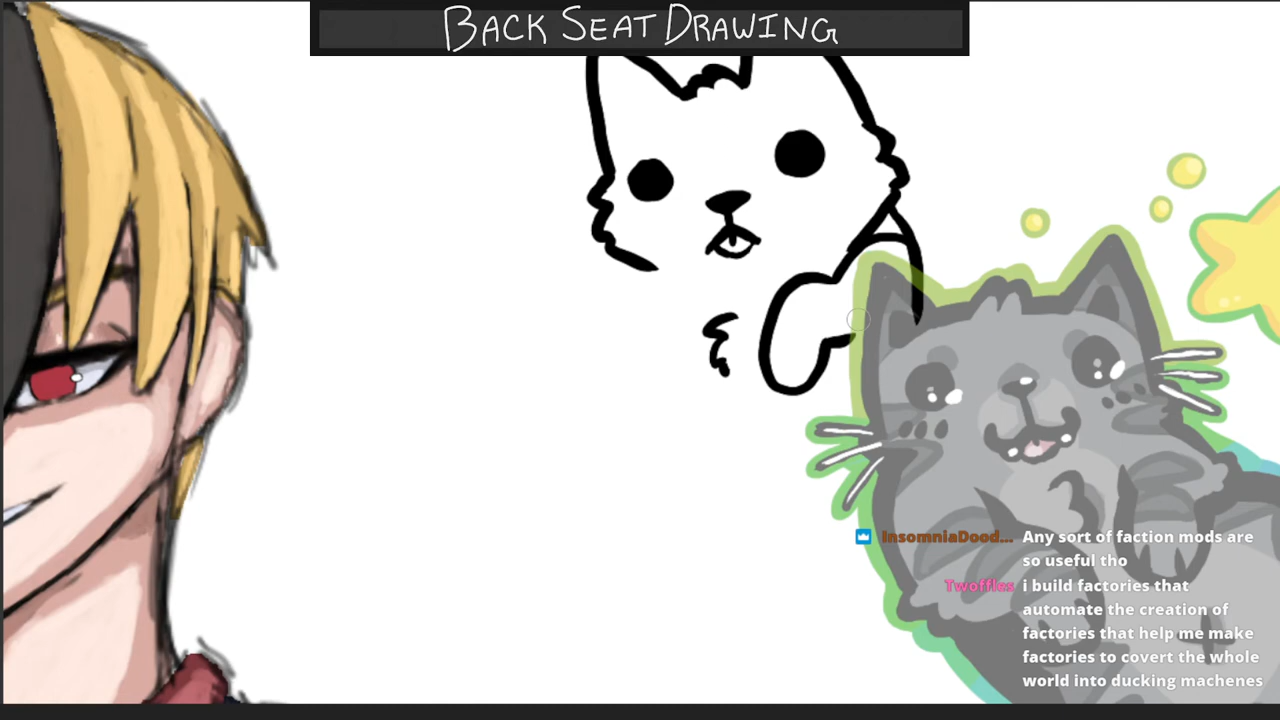 BACK SEAT DRAWING
InsomniaDood... Any sort of faction mods are
so useful tho
Twoffles i build factories that
automate the creation of
factories that help me make
factories to covert the whole
world into ducking machenes